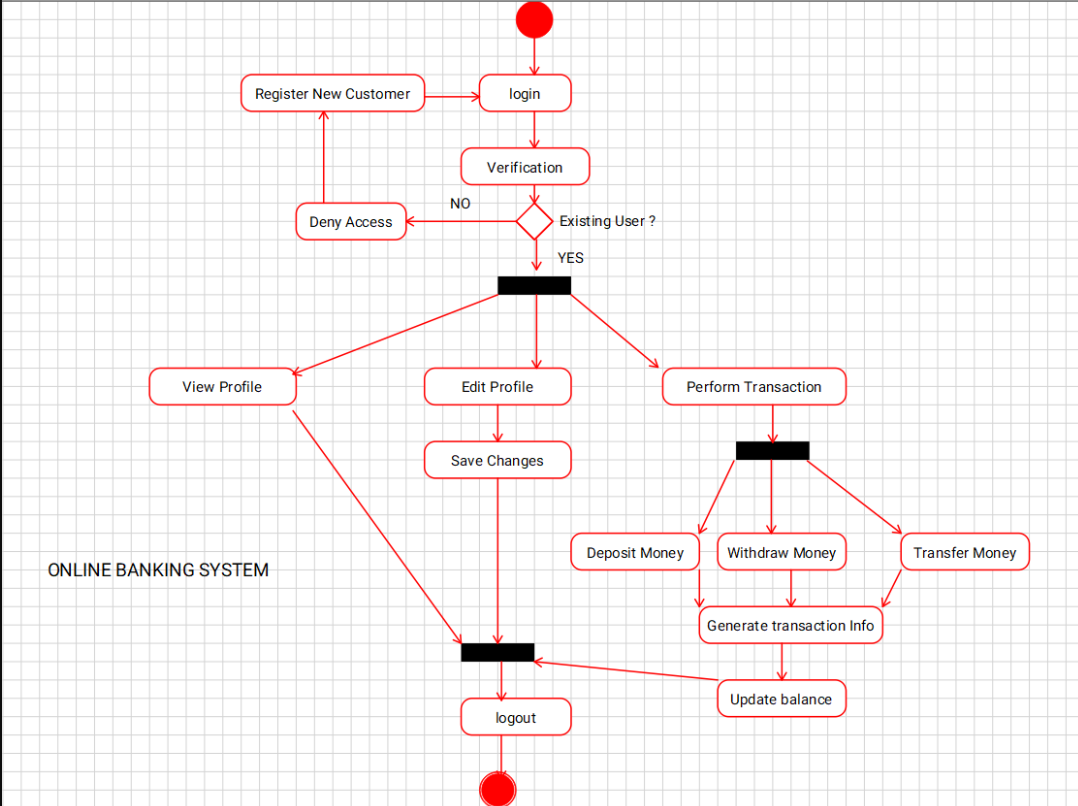 Register New Customer
login
Verification
NO
Deny Access
Existing User ?
YES
View Profile
Edit Profile
Perform Transaction
Save Changes
Deposit Money
Withdraw Money
Transfer Money
ONLINE BANKING SYSTEM
Generate transaction Info
Update balance
logout